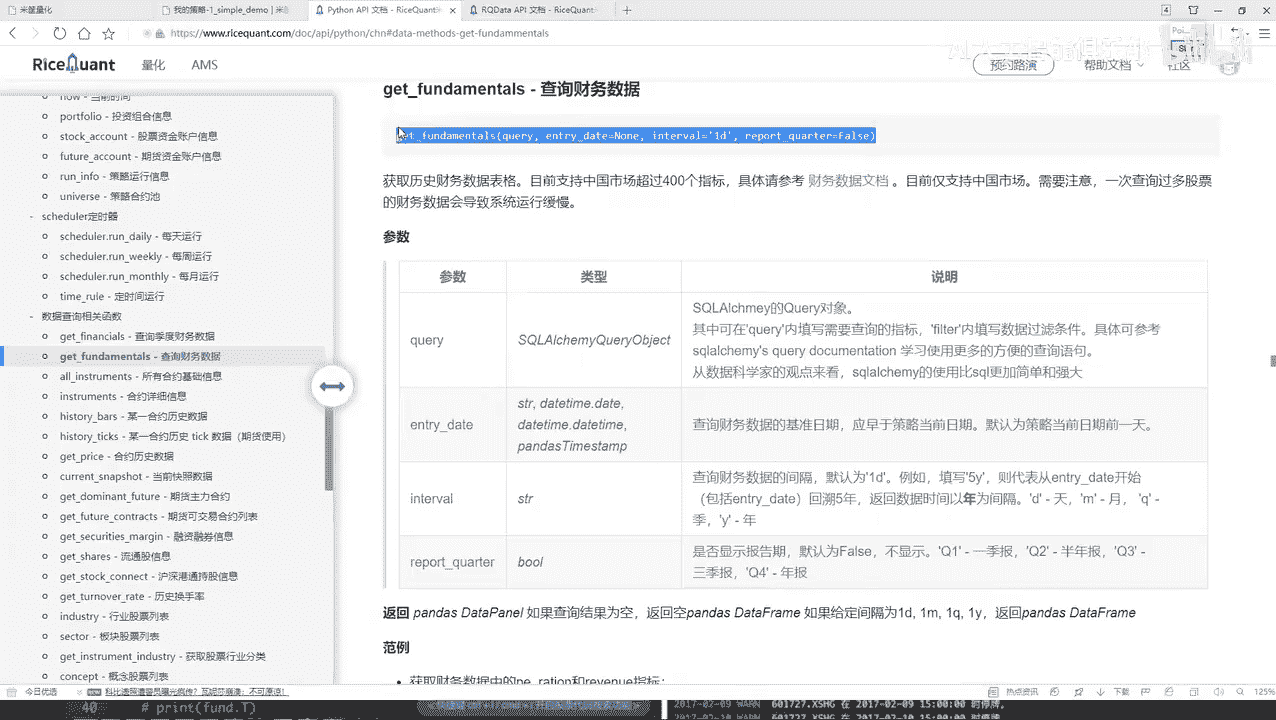 米筐量化
我的策略-1_simple_demo | 米
Python API 文档 - RiceQuant
RQData API 文档 - RiceQuant
4
https://www.ricequant.com/doc/api/python/chn#data-methods-get-fundammentals
RiceQuant
量化
AMS
预约路演
帮助文档
社区
now - 当前时间
portfolio - 投资组合信息
stock_account - 股票资金账户信息
future_account - 期货资金账户信息
run_info - 策略运行信息
universe - 策略合约池
- scheduler定时器
scheduler.run_daily - 每天运行
scheduler.run_weekly - 每周运行
scheduler.run_monthly - 每月运行
time_rule - 定时间运行
- 数据查询相关函数
get_financials - 查询季度财务数据
get_fundamentals - 查询财务数据
all_instruments - 所有合约基础信息
instruments - 合约详细信息
history_bars - 某一合约历史数据
history_ticks - 某一合约历史 tick 数据（期货使用）
get_price - 合约历史数据
current_snapshot - 当前快照数据
get_dominant_future - 期货主力合约
get_future_contracts - 期货可交易合约列表
get_securities_margin - 融资融券信息
get_shares - 流通股信息
get_stock_connect - 沪深港通持股信息
get_turnover_rate - 历史换手率
industry - 行业股票列表
sector - 板块股票列表
get_instrument_industry - 获取股票行业分类
concept - 概念股票列表
get_fundamentals - 查询财务数据
get_fundamentals(query, entry_date=None, interval='1d', report_quarter=False)
获取历史财务数据表格。目前支持中国市场超过400个指标，具体请参考 财务数据文档 。目前仅支持中国市场。需要注意，一次查询过多股票
的财务数据会导致系统运行缓慢。
参数
参数 类型 说明
query SQLAlchemyQueryObject
SQLAlchmey的Query对象。
其中可在'query'内填写需要查询的指标，'filter'内填写数据过滤条件。具体可参考
sqlalchemy's query documentation 学习使用更多的方便的查询语句。
从数据科学家的观点来看，sqlalchemy的使用比sql更加简单和强大
entry_date
str, datetime.date,
datetime.datetime,
pandasTimestamp
查询财务数据的基准日期，应早于策略当前日期。默认为策略当前日期前一天。
interval str
查询财务数据的间隔，默认为'1d'。例如，填写'5y'，则代表从entry_date开始
（包括entry_date）回溯5年，返回数据时间以年为间隔。'd' - 天，'m' - 月， 'q' -
季，'y' - 年
report_quarter bool
是否显示报告期，默认为False，不显示。'Q1' - 一季报，'Q2' - 半年报，'Q3' -
三季报，'Q4' - 年报
返回 pandas DataPanel 如果查询结果为空，返回空pandas DataFrame 如果给定间隔为1d, 1m, 1q, 1y，返回pandas DataFrame
范例
获取财务数据中的pe_ration和revenue指标：
今日优选
热点资讯
下载
125%
40 # print(fund.T)
2017-02-09 WARN 601727.XSHG 在 2017-02-09 15:00:00 时停牌。